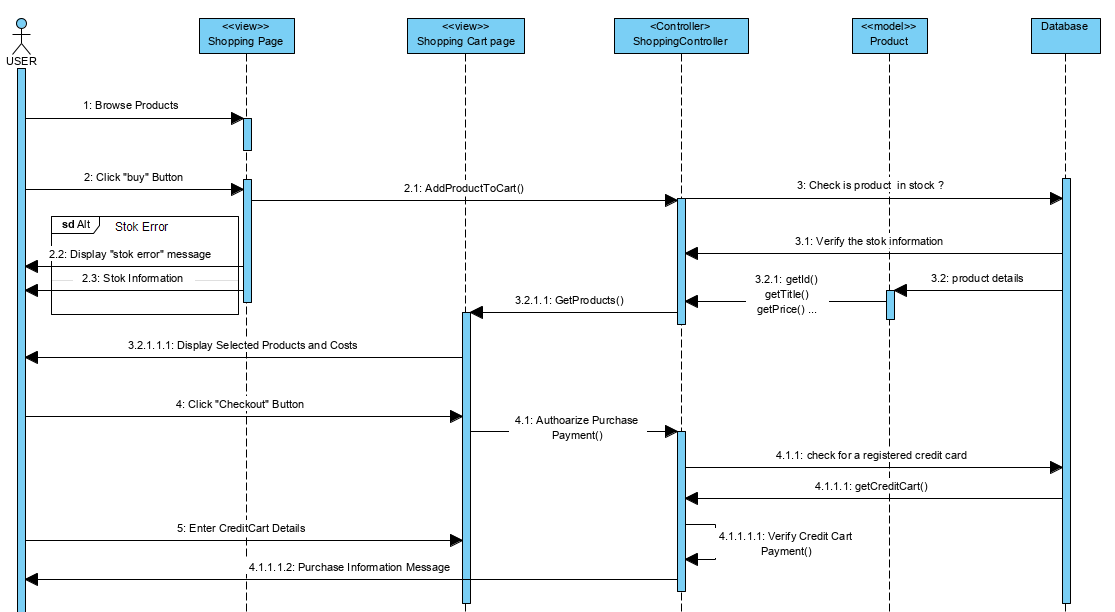 <<view>>
Shopping Page
<<view>>
Shopping Cart page
<Controller>
ShoppingController
<<model>>
Product
Database
USER
1: Browse Products
2: Click "buy" Button
2.1: AddProductToCart()
3: Check is product in stock ?
sd Alt
Stok Error
2.2: Display "stok error" message
3.1: Verify the stok information
2.3: Stok Information
3.2.1: getId()
getTitle()
getPrice() ...
3.2: product details
3.2.1.1: GetProducts()
3.2.1.1.1: Display Selected Products and Costs
4: Click "Checkout" Button
4.1: Authoarize Purchase
Payment()
4.1.1: check for a registered credit card
4.1.1.1: getCreditCart()
5: Enter CreditCart Details
4.1.1.1.1: Verify Credit Cart
Payment()
4.1.1.1.2: Purchase Information Message